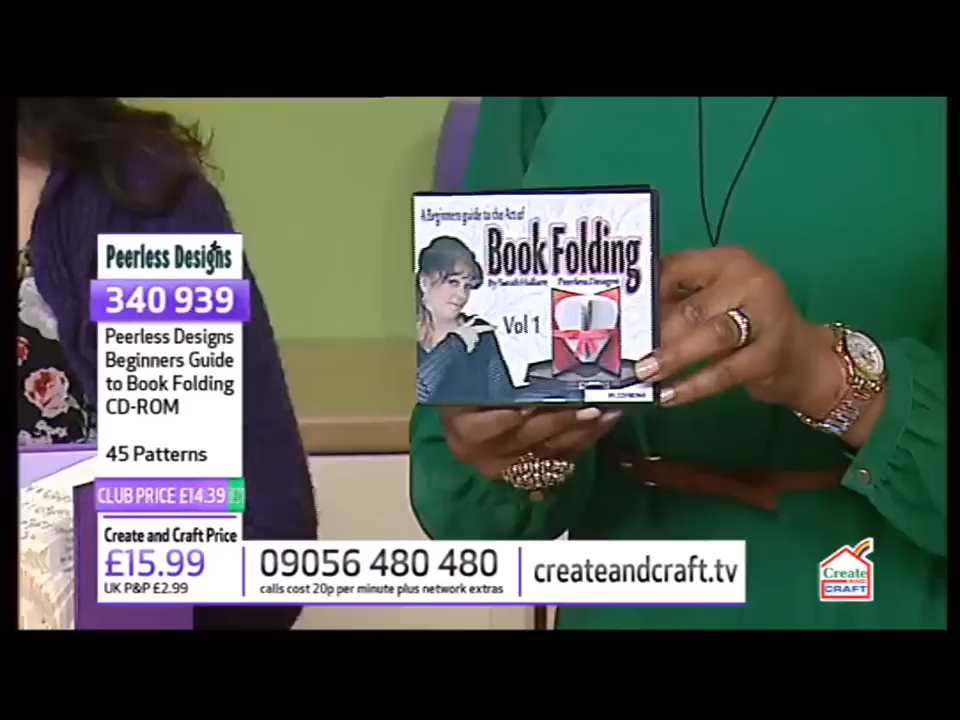 Peerless Designs
340 939
Peerless Designs
Beginners Guide
to Book Folding
CD-ROM
45 Patterns
CLUB PRICE £14.39
Create and Craft Price
£15.99
UK P&P £2.99
09056 480 480
calls cost 20p per minute plus network extras
createandcraft.tv
A Beginners guide to the Art of
Book Folding
Peerless Designs
Vol 1
Create
AND
CRAFT